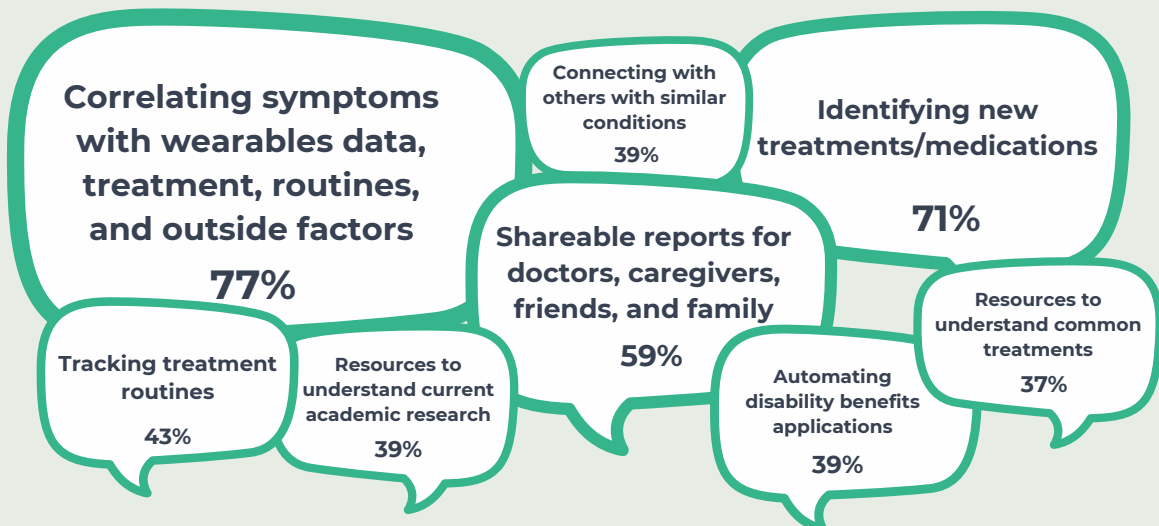 Correlating symptoms
with wearables data,
treatment, routines,
and outside factors
77%
Connecting with
others with similar
conditions
39%
Identifying new
treatments/medications
71%
Shareable reports for
doctors, caregivers,
friends, and family
59%
Tracking treatment
routines
43%
Resources to
understand current
academic research
39%
Automating
disability benefits
applications
39%
Resources to
understand common
treatments
37%